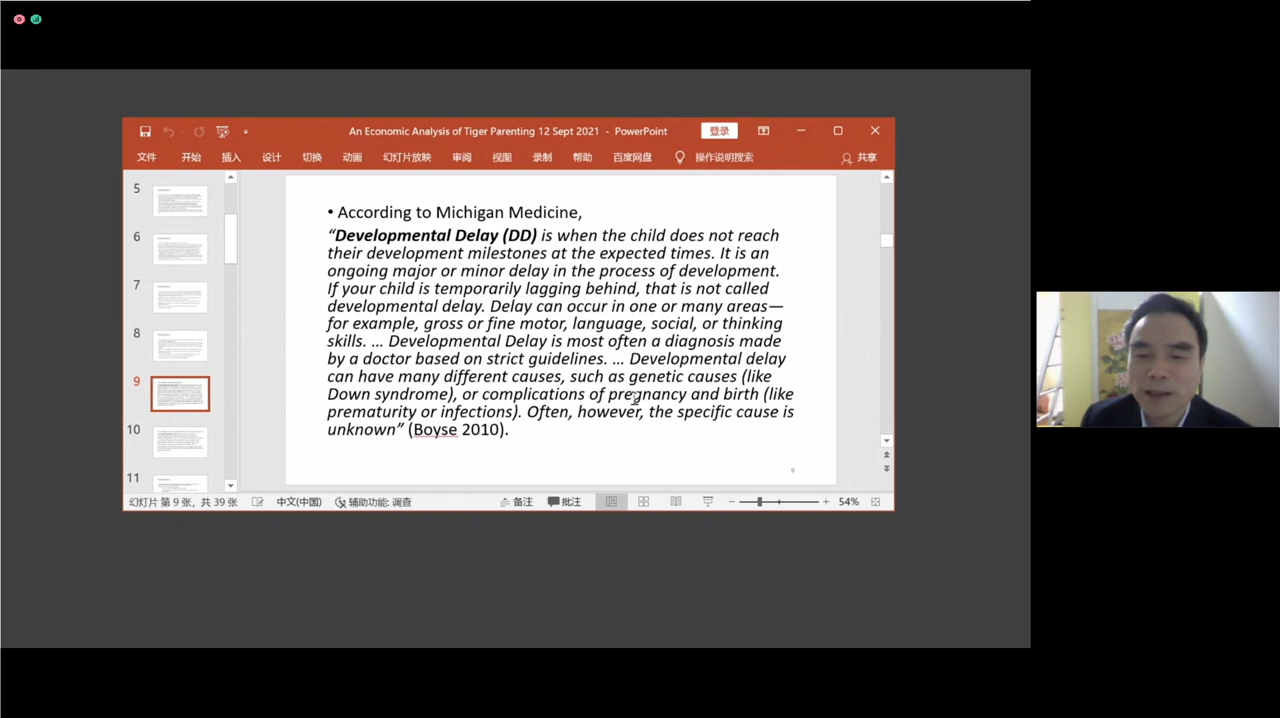 An Economic Analysis of Tiger Parenting 12 Sept 2021 - PowerPoint
登录
文件 开始 插入 设计 切换 动画 幻灯片放映 审阅 视图 录制 帮助 百度网盘 操作说明搜索 共享
5
6
7
8
9
10
11
• According to Michigan Medicine,
“Developmental Delay (DD) is when the child does not reach
their development milestones at the expected times. It is an
ongoing major or minor delay in the process of development.
If your child is temporarily lagging behind, that is not called
developmental delay. Delay can occur in one or many areas—
for example, gross or fine motor, language, social, or thinking
skills. … Developmental Delay is most often a diagnosis made
by a doctor based on strict guidelines. … Developmental delay
can have many different causes, such as genetic causes (like
Down syndrome), or complications of pregnancy and birth (like
prematurity or infections). Often, however, the specific cause is
unknown” (Boyse 2010).
9
幻灯片 第 9 张，共 39 张 中文(中国) 辅助功能: 调查 备注 批注 54%